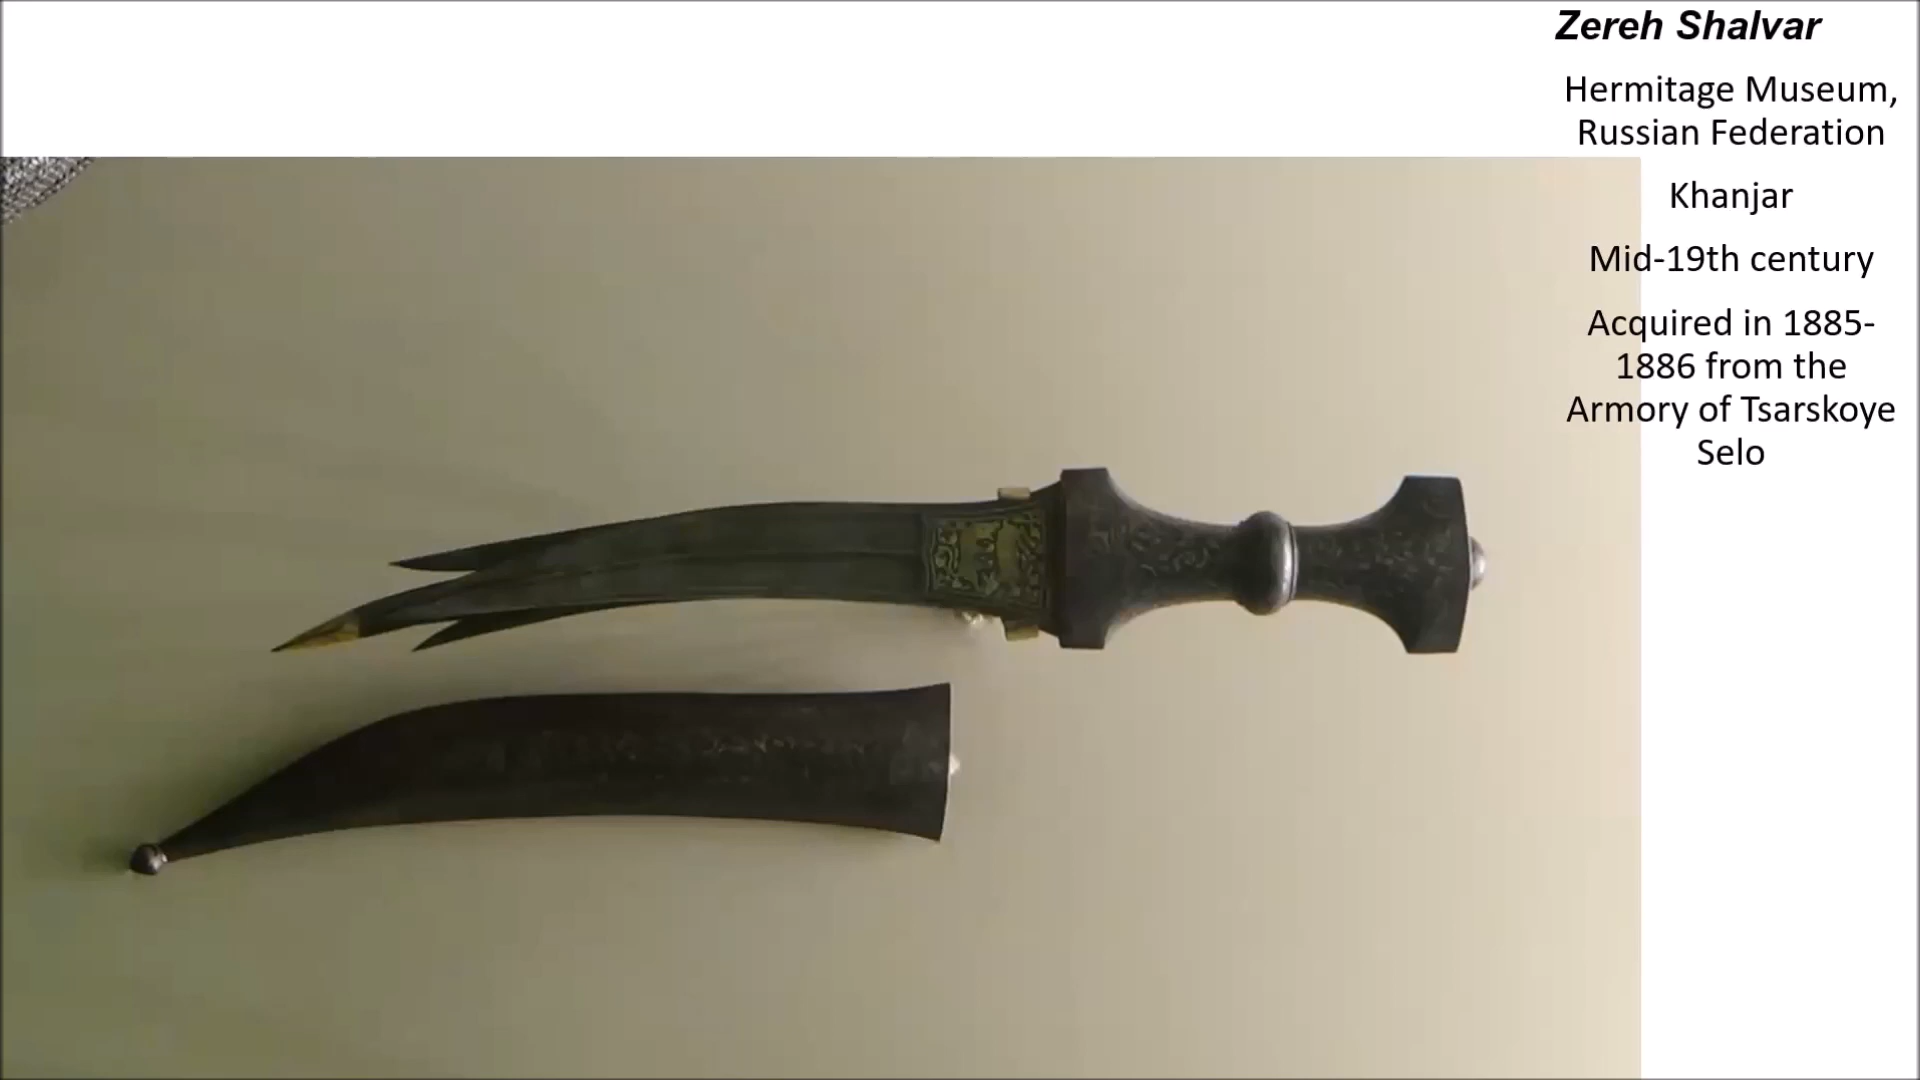 Zereh Shalvar
Hermitage Museum,
Russian Federation
Khanjar
Mid-19th century
Acquired in 1885-
1886 from the
Armory of Tsarskoye
Selo